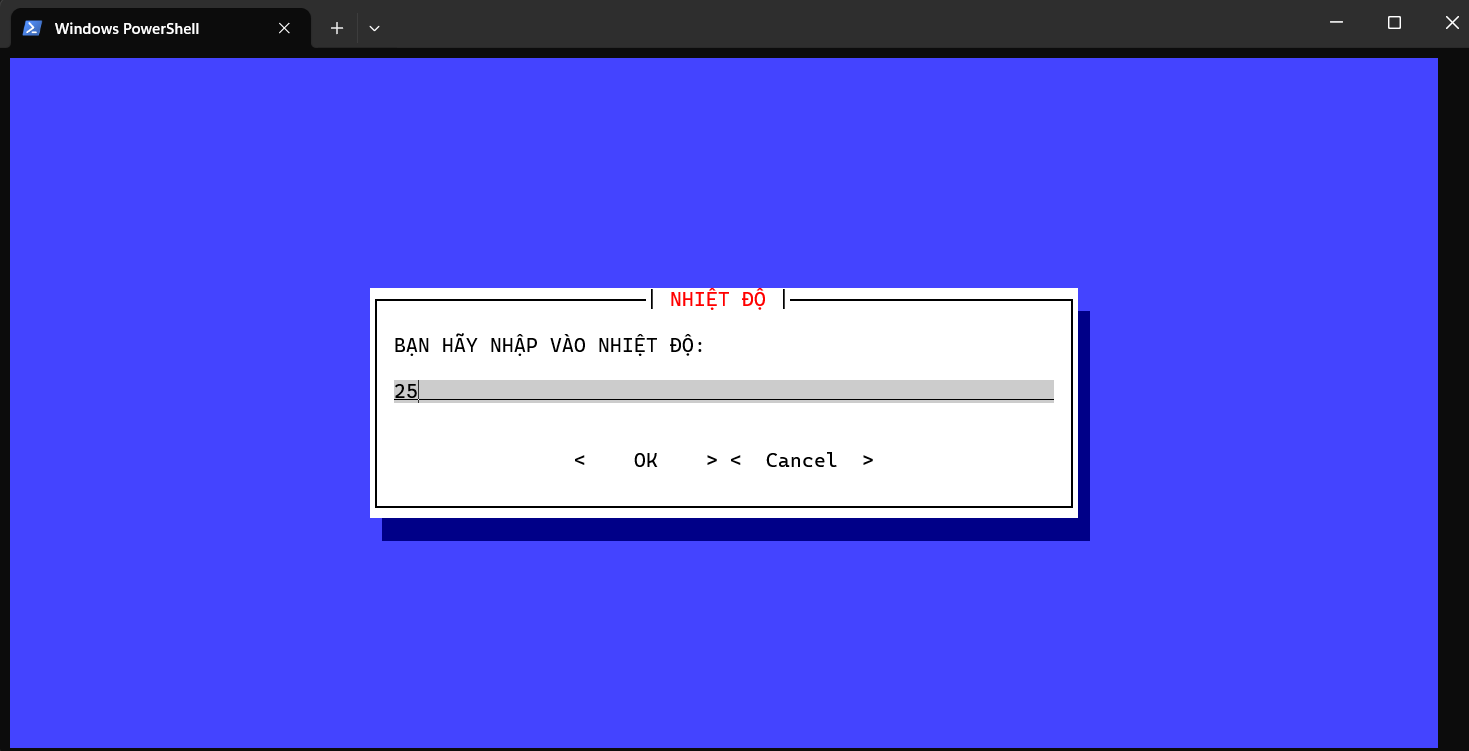 Windows PowerShell
NHIỆT ĐỘ
BẠN HÃY NHẬP VÀO NHIỆT ĐỘ:
25
< OK > < Cancel >